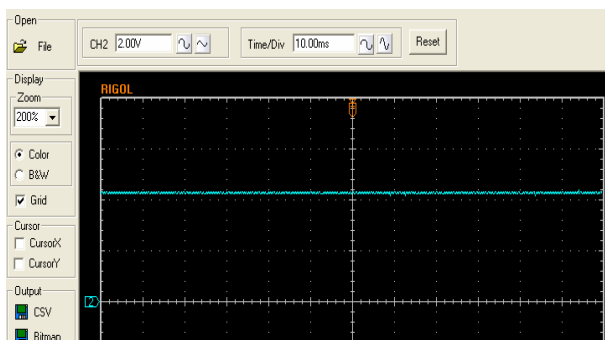 Open
File
CH2 2.00V
Time/Div 10.00ms
Reset
Display
Zoom
200%
Color
B&W
Grid
Cursor
CursorX
CursorY
Output
CSV
Bitmap
RIGOL
2